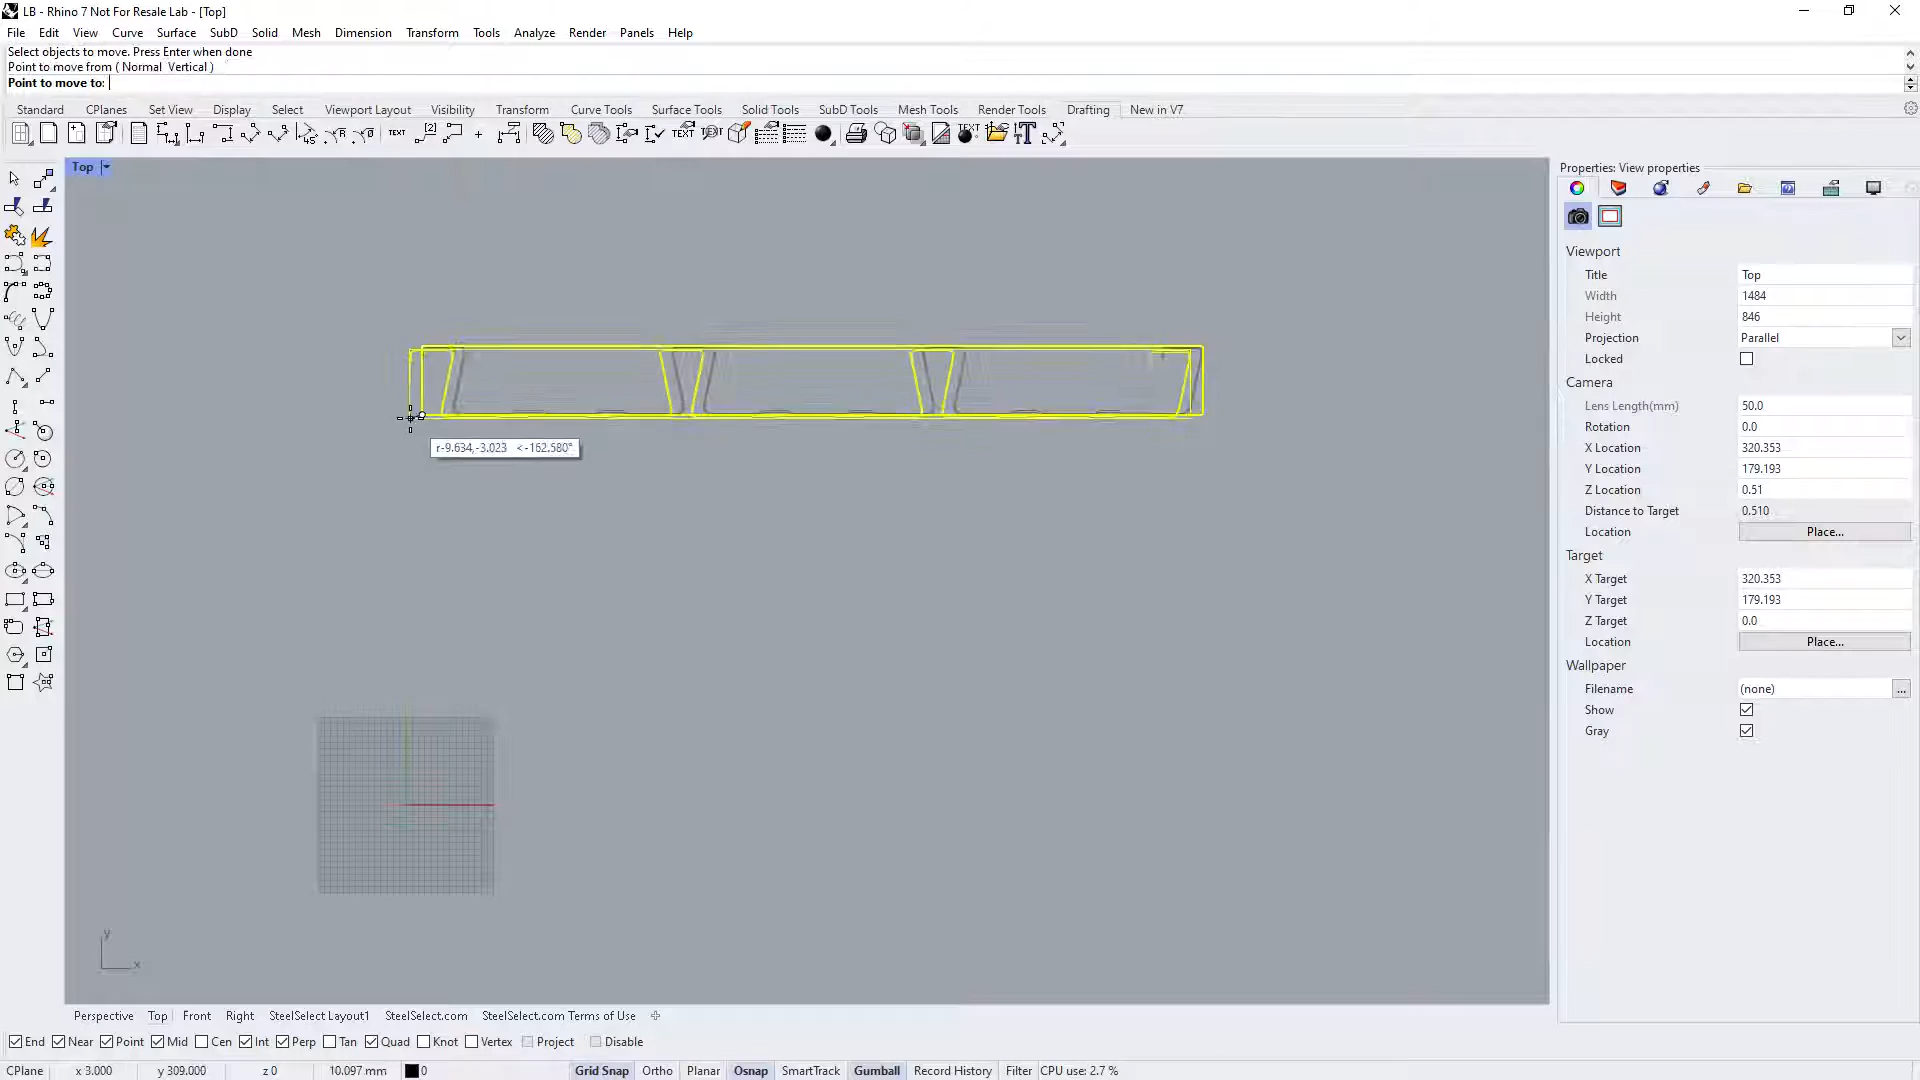 LB - Rhino 7 Not For Resale Lab - [Top]
File Edit View Curve Surface SubD Solid Mesh Dimension Transform Tools Analyze Render Panels Help
Select objects to move. Press Enter when done
Point to move from ( Normal Vertical )
Point to move to:
Standard CPlanes Set View Display Select Viewport Layout Visibility Transform Curve Tools Surface Tools Solid Tools SubD Tools Mesh Tools Render Tools Drafting New in V7
Top
Properties: View properties
Viewport
Title Top
Width 1484
Height 846
Projection Parallel
Locked
Camera
Lens Length(mm) 50.0
Rotation 0.0
X Location 320.353
Y Location 179.193
Z Location 0.51
Distance to Target 0.510
Location Place...
Target
X Target 320.353
Y Target 179.193
Z Target 0.0
Location Place...
Wallpaper
Filename (none) ...
Show
Gray
r-9.634,-3.023 <-162.580°
y
x
Perspective Top Front Right SteelSelect Layout1 SteelSelect.com SteelSelect.com Terms of Use
End Near Point Mid Cen Int Perp Tan Quad Knot Vertex Project Disable
CPlane x 3.000 y 309.000 z 0 10.097 mm 0 Grid Snap Ortho Planar Osnap SmartTrack Gumball Record History Filter CPU use: 2.7 %